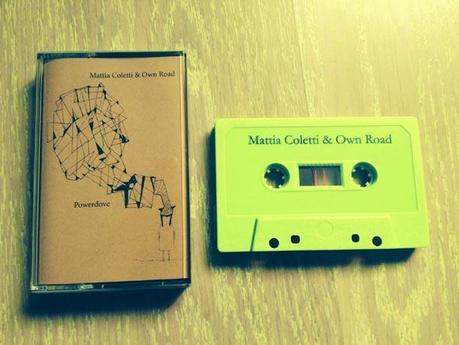 Mattia Coletti & Own Road
Powerdove
Mattia Coletti & Own Road